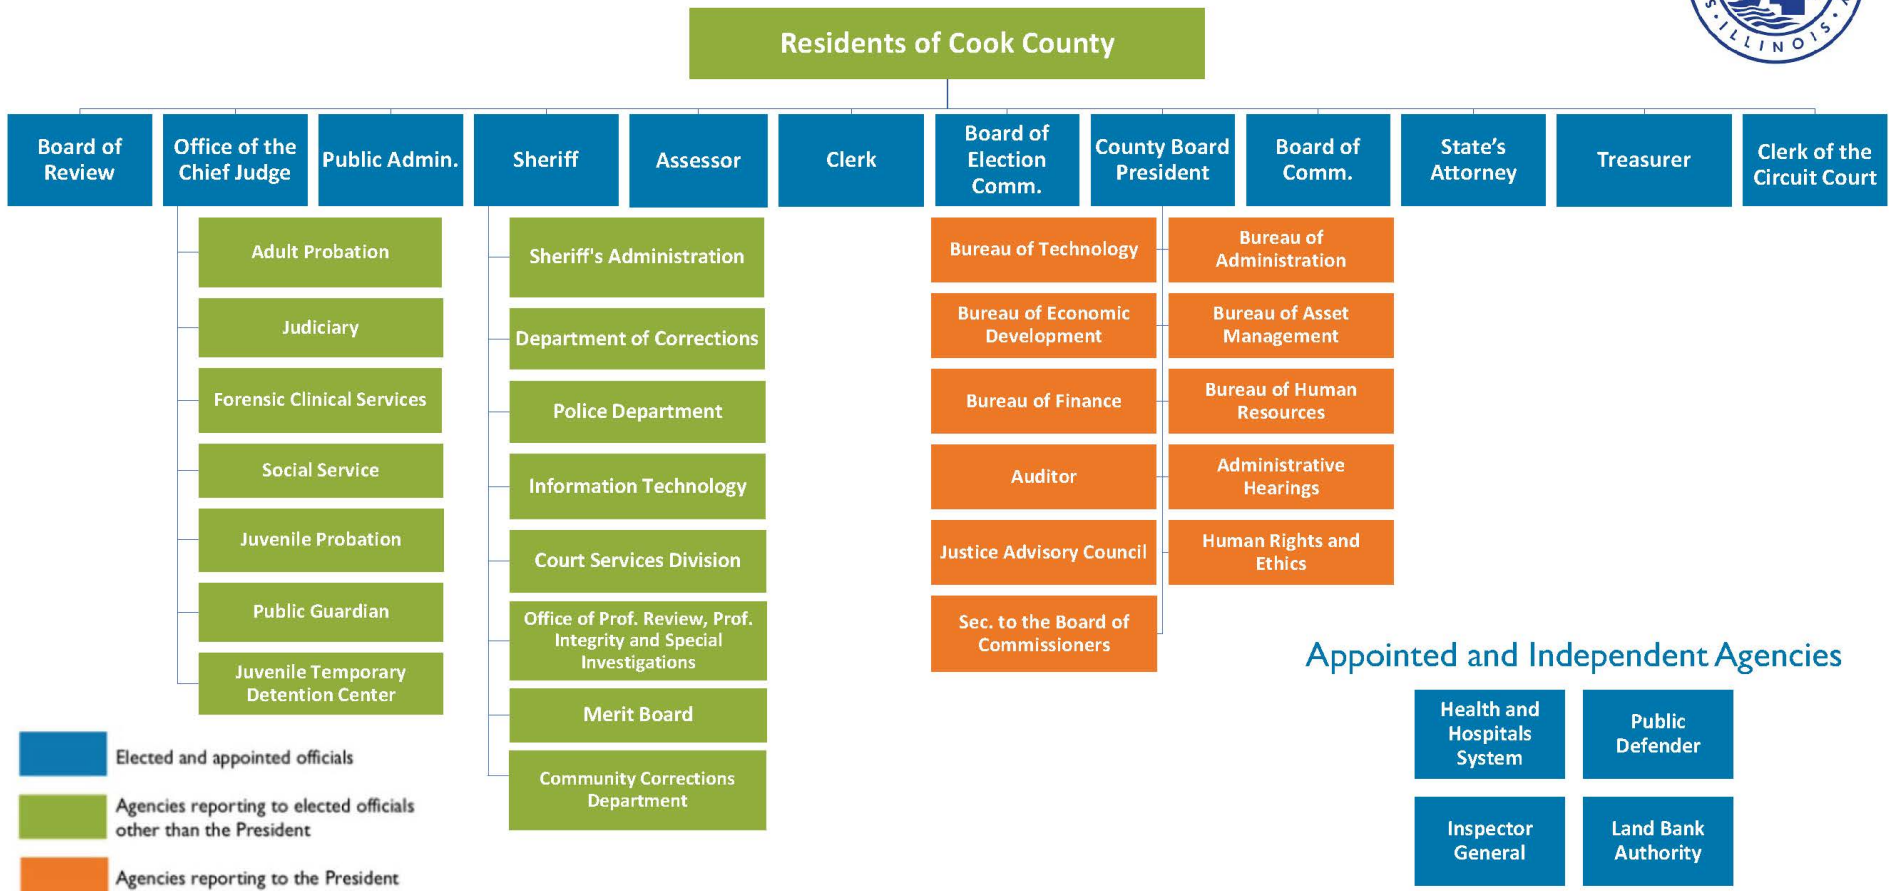 Residents of Cook County
S · ILLINOIS ·
Board of
Review
Office of the
Chief Judge
Public Admin.
Sheriff
Assessor
Clerk
Board of
Election
Comm.
County Board
President
Board of
Comm.
State's
Attorney
Treasurer
Clerk of the
Circuit Court
Adult Probation
Judiciary
Forensic Clinical Services
Social Service
Juvenile Probation
Public Guardian
Juvenile Temporary
Detention Center
Sheriff's Administration
Department of Corrections
Police Department
Information Technology
Court Services Division
Office of Prof. Review, Prof.
Integrity and Special
Investigations
Merit Board
Community Corrections
Department
Bureau of Technology
Bureau of Economic
Development
Bureau of Finance
Auditor
Justice Advisory Council
Sec. to the Board of
Commissioners
Bureau of
Administration
Bureau of Asset
Management
Bureau of Human
Resources
Administrative
Hearings
Human Rights and
Ethics
Appointed and Independent Agencies
Health and
Hospitals
System
Public
Defender
Inspector
General
Land Bank
Authority
Elected and appointed officials
Agencies reporting to elected officials
other than the President
Agencies reporting to the President